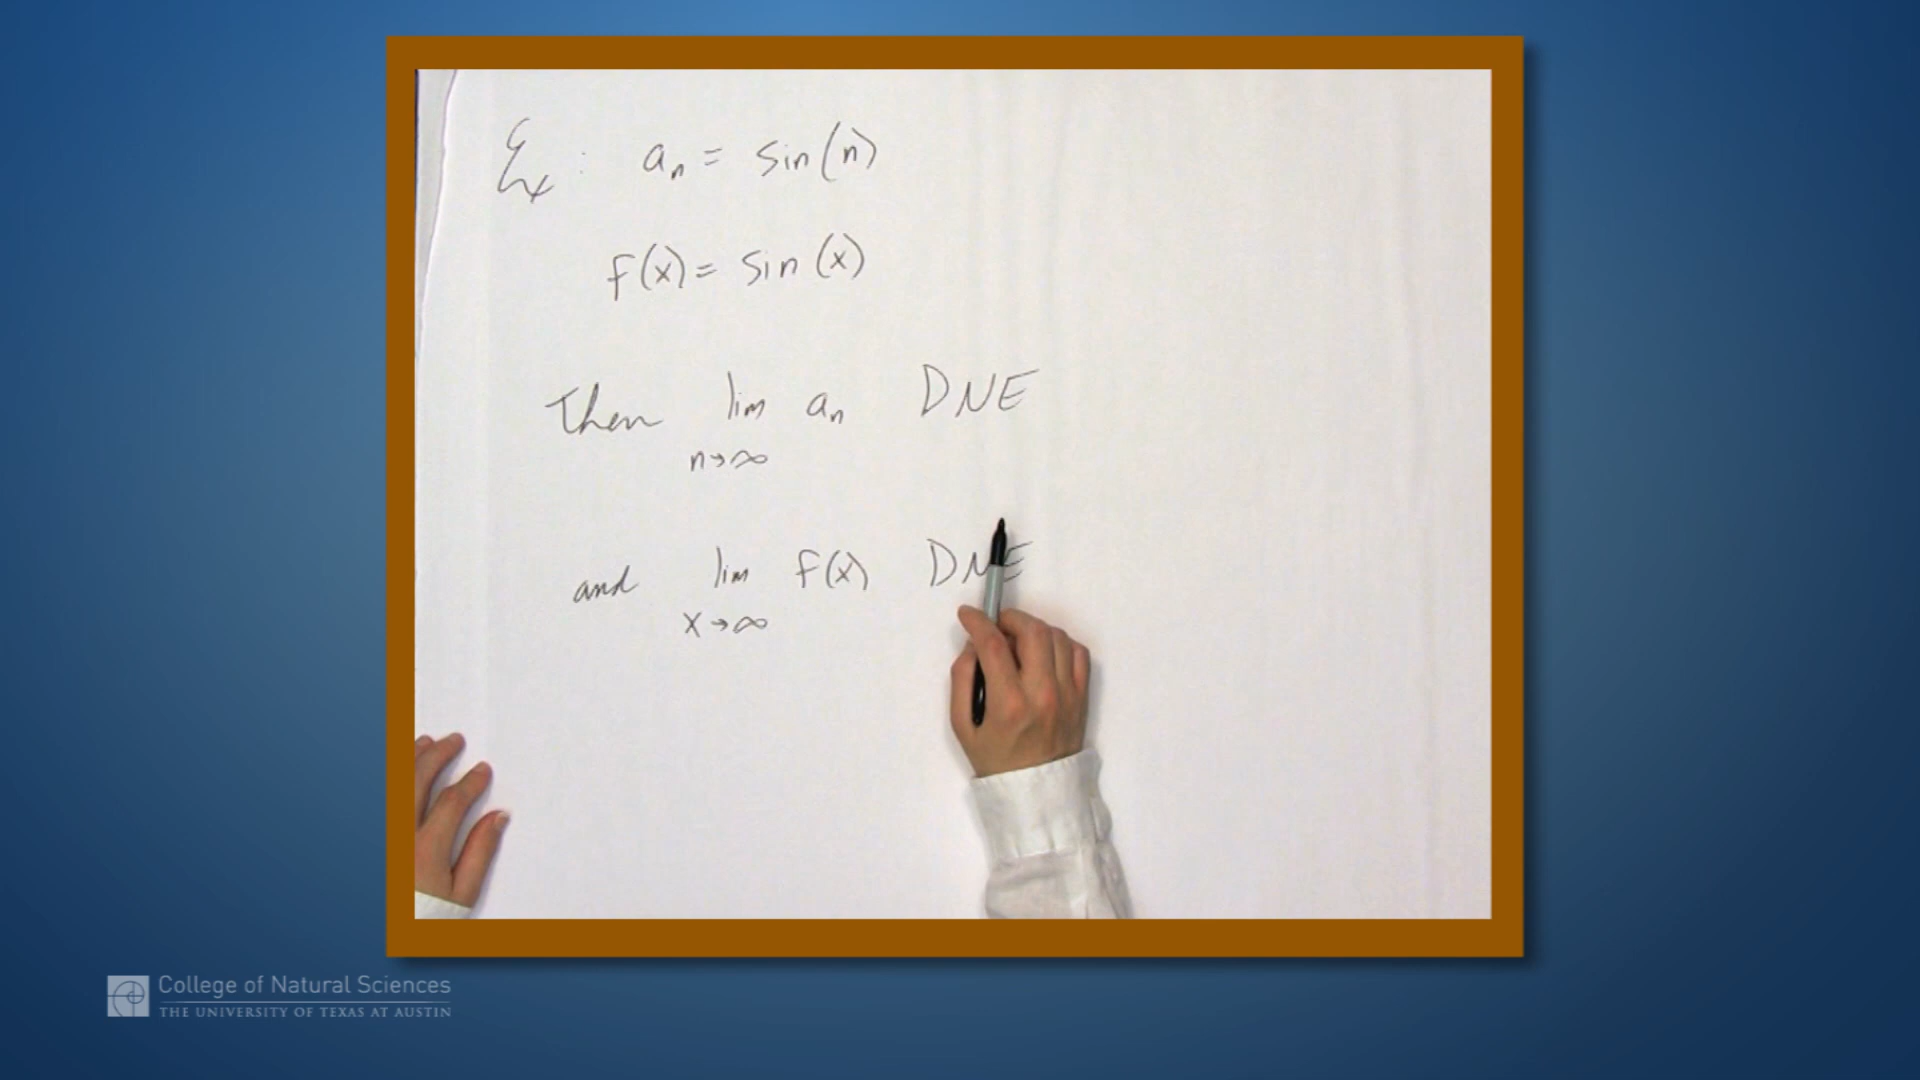 Ex : aₙ = sin(n)
f(x) = sin(x)
Then lim aₙ DNE
n→∞
and lim f(x) DNE
x→∞
College of Natural Sciences
THE UNIVERSITY OF TEXAS AT AUSTIN